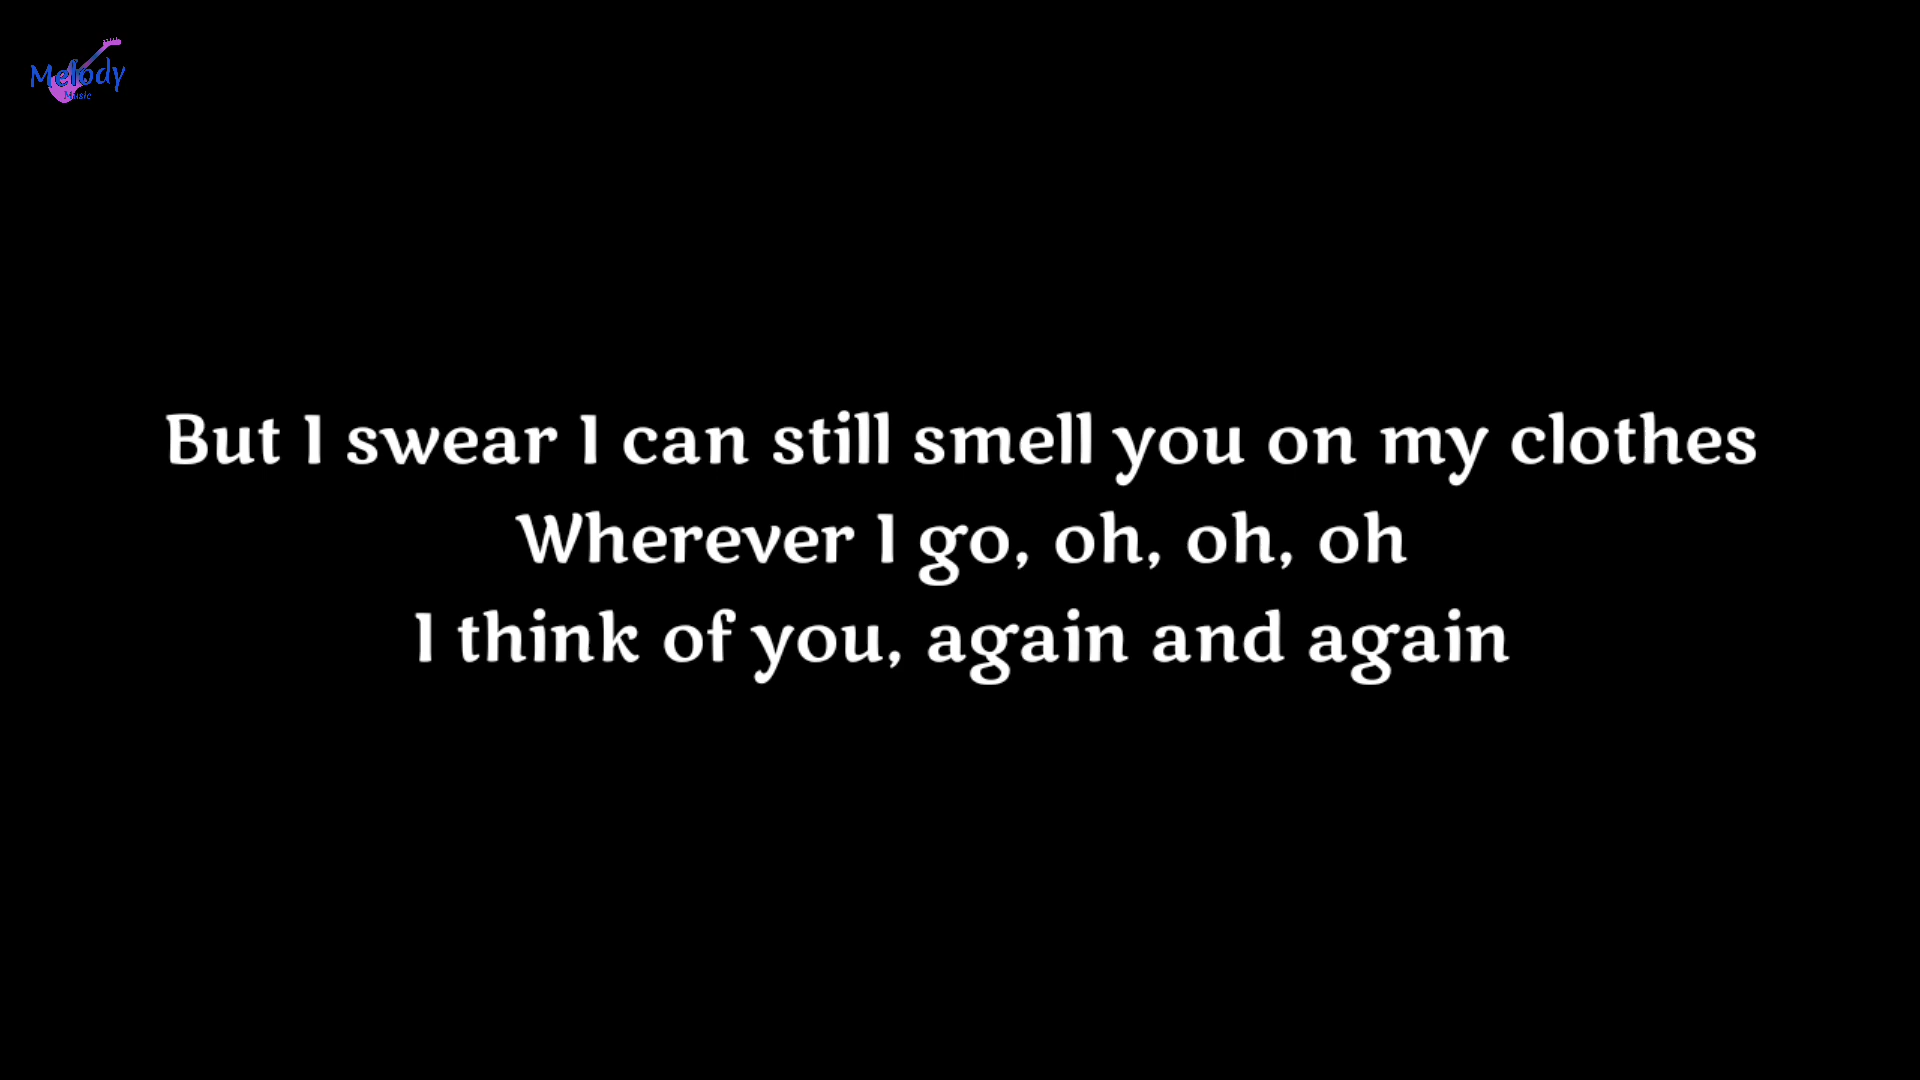 Melody
Music
But I swear I can still smell you on my clothes
Wherever I go, oh, oh, oh
I think of you, again and again